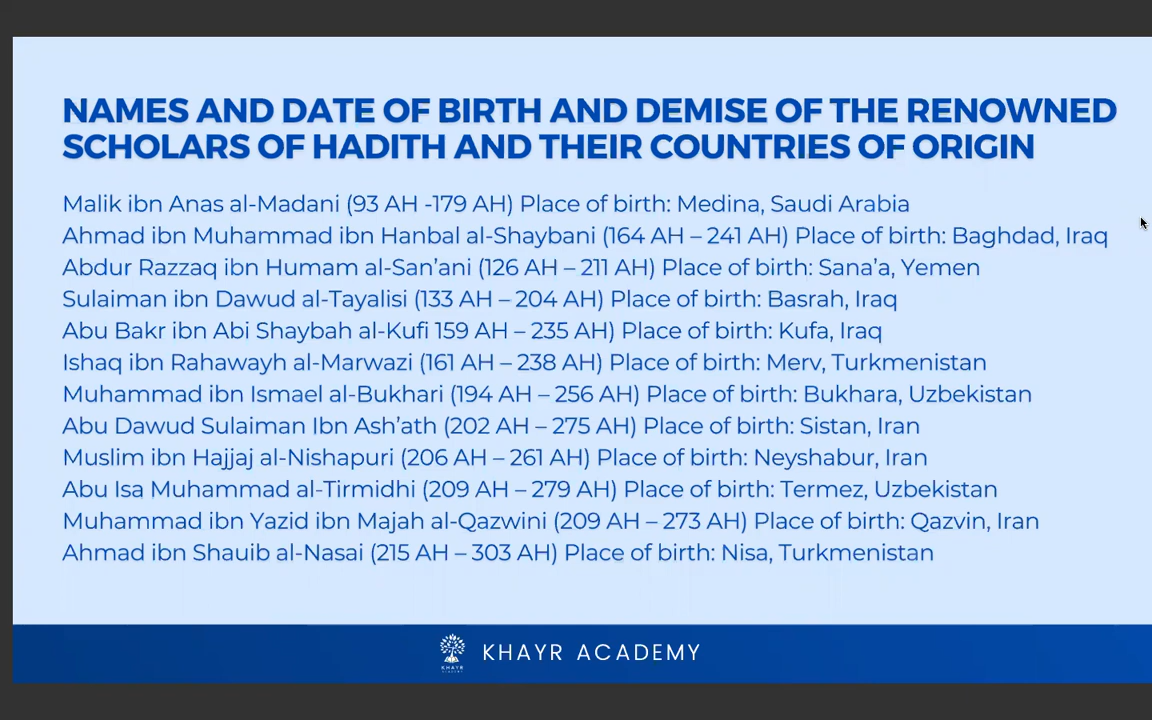 NAMES AND DATE OF BIRTH AND DEMISE OF THE RENOWNED
SCHOLARS OF HADITH AND THEIR COUNTRIES OF ORIGIN
Malik ibn Anas al-Madani (93 AH -179 AH) Place of birth: Medina, Saudi Arabia
Ahmad ibn Muhammad ibn Hanbal al-Shaybani (164 AH – 241 AH) Place of birth: Baghdad, Iraq
Abdur Razzaq ibn Humam al-San’ani (126 AH – 211 AH) Place of birth: Sana’a, Yemen
Sulaiman ibn Dawud al-Tayalisi (133 AH – 204 AH) Place of birth: Basrah, Iraq
Abu Bakr ibn Abi Shaybah al-Kufi 159 AH – 235 AH) Place of birth: Kufa, Iraq
Ishaq ibn Rahawayh al-Marwazi (161 AH – 238 AH) Place of birth: Merv, Turkmenistan
Muhammad ibn Ismael al-Bukhari (194 AH – 256 AH) Place of birth: Bukhara, Uzbekistan
Abu Dawud Sulaiman Ibn Ash’ath (202 AH – 275 AH) Place of birth: Sistan, Iran
Muslim ibn Hajjaj al-Nishapuri (206 AH – 261 AH) Place of birth: Neyshabur, Iran
Abu Isa Muhammad al-Tirmidhi (209 AH – 279 AH) Place of birth: Termez, Uzbekistan
Muhammad ibn Yazid ibn Majah al-Qazwini (209 AH – 273 AH) Place of birth: Qazvin, Iran
Ahmad ibn Shauib al-Nasai (215 AH – 303 AH) Place of birth: Nisa, Turkmenistan
KHAYR ACADEMY
KHAYR
ACADEMY